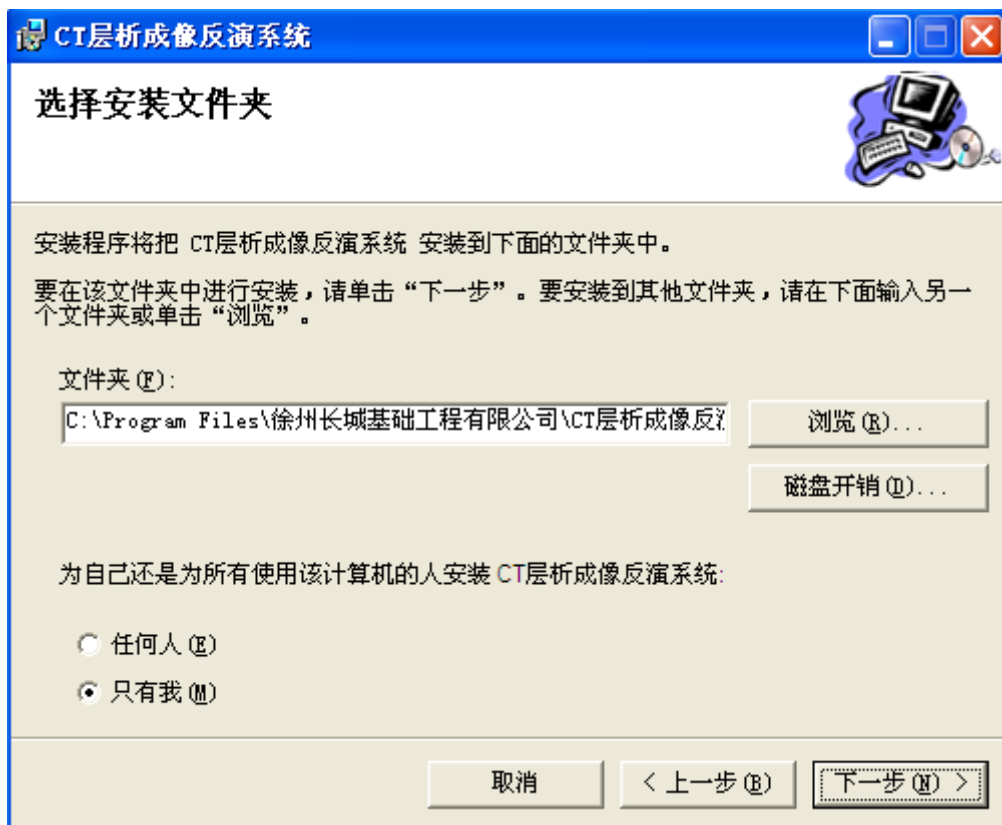 CT层析成像反演系统
选择安装文件夹
安装程序将把 CT层析成像反演系统 安装到下面的文件夹中。
要在该文件夹中进行安装，请单击“下一步”。要安装到其他文件夹，请在下面输入另一
个文件夹或单击“浏览”。
文件夹(F):
C:\Program Files\徐州长城基础工程有限公司\CT层析成像反
浏览(R)...
磁盘开销(D)...
为自己还是为所有使用该计算机的人安装 CT层析成像反演系统:
任何人(E)
只有我(M)
取消
< 上一步(B)
下一步(N) >